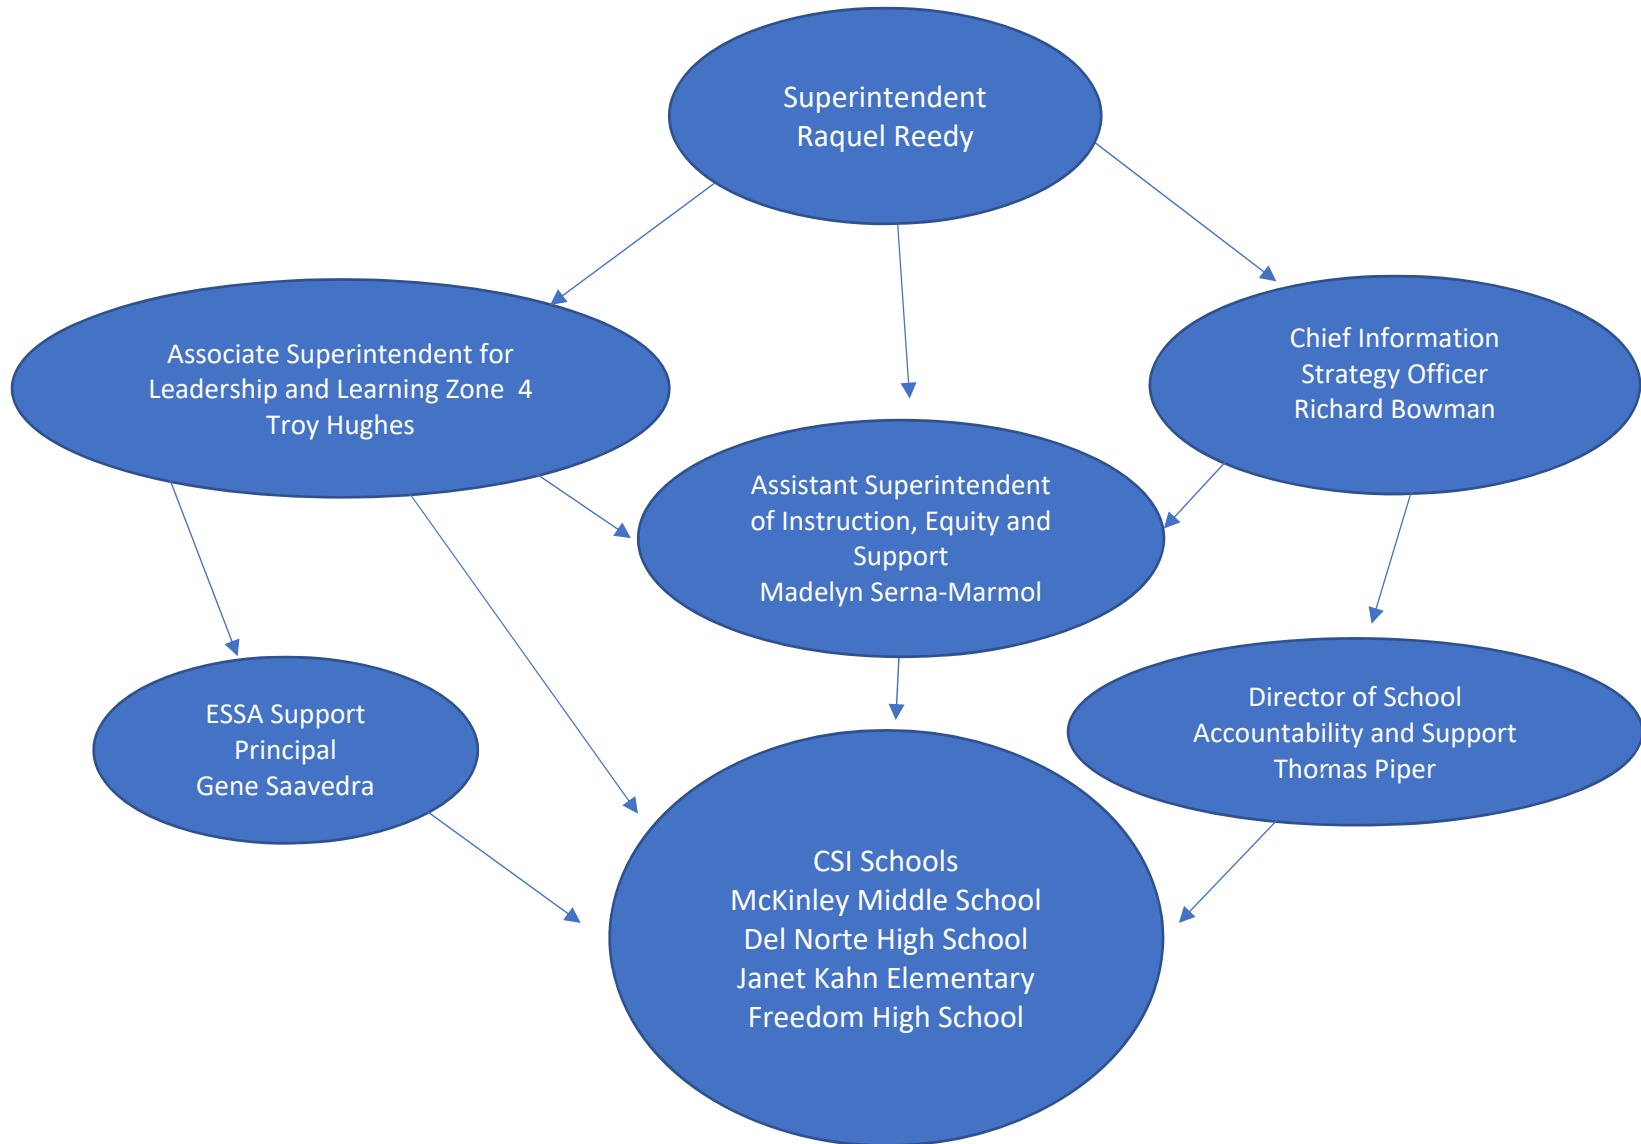 Superintendent
Raquel Reedy
Associate Superintendent for
Leadership and Learning Zone  4
Troy Hughes
Chief Information
Strategy Officer
Richard Bowman
Assistant Superintendent
of Instruction, Equity and
Support
Madelyn Serna-Marmol
ESSA Support
Principal
Gene Saavedra
Director of School
Accountability and Support
Thomas Piper
CSI Schools
McKinley Middle School
Del Norte High School
Janet Kahn Elementary
Freedom High School